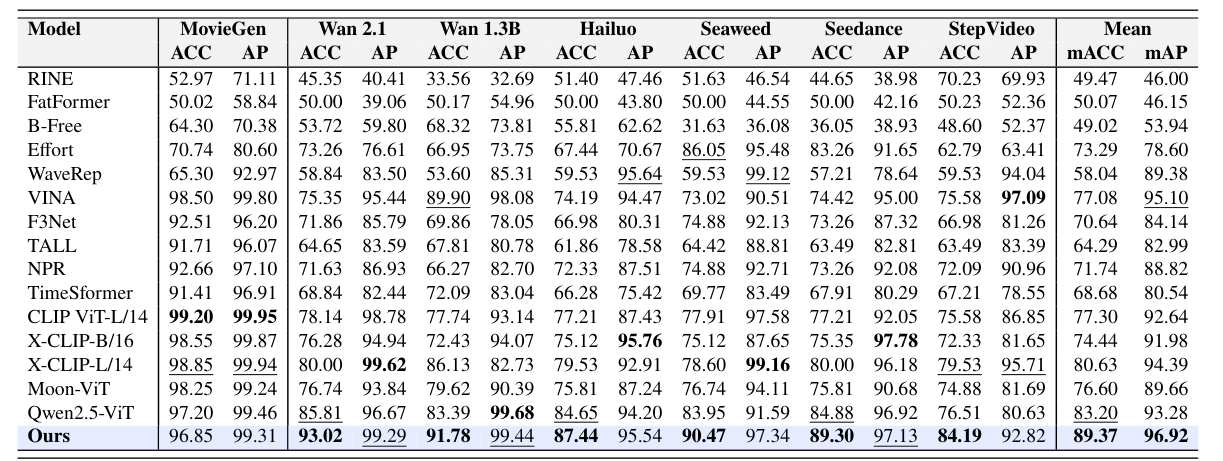 Model MovieGen Wan 2.1 Wan 1.3B Hailuo Seaweed Seedance StepVideo Mean
ACC AP ACC AP ACC AP ACC AP ACC AP ACC AP ACC AP mACC mAP
RINE 52.97 71.11 45.35 40.41 33.56 32.69 51.40 47.46 51.63 46.54 44.65 38.98 70.23 69.93 49.47 46.00
FatFormer 50.02 58.84 50.00 39.06 50.17 54.96 50.00 43.80 50.00 44.55 50.00 42.16 50.23 52.36 50.07 46.15
B-Free 64.30 70.38 53.72 59.80 68.32 73.81 55.81 62.62 31.63 36.08 36.05 38.93 48.60 52.37 49.02 53.94
Effort 70.74 80.60 73.26 76.61 66.95 73.75 67.44 70.67 86.05 95.48 83.26 91.65 62.79 63.41 73.29 78.60
WaveRep 65.30 92.97 58.84 83.50 53.60 85.31 59.53 95.64 59.53 99.12 57.21 78.64 59.53 94.04 58.04 89.38
VINA 98.50 99.80 75.35 95.44 89.90 98.08 74.19 94.47 73.02 90.51 74.42 95.00 75.58 97.09 77.08 95.10
F3Net 92.51 96.20 71.86 85.79 69.86 78.05 66.98 80.31 74.88 92.13 73.26 87.32 66.98 81.26 70.64 84.14
TALL 91.71 96.07 64.65 83.59 67.81 80.78 61.86 78.58 64.42 88.81 63.49 82.81 63.49 83.39 64.29 82.99
NPR 92.66 97.10 71.63 86.93 66.27 82.70 72.33 87.51 74.88 92.71 73.26 92.08 72.09 90.96 71.74 88.82
TimeSformer 91.41 96.91 68.84 82.44 72.09 83.04 66.28 75.42 69.77 83.49 67.91 80.29 67.21 78.55 68.68 80.54
CLIP ViT-L/14 99.20 99.95 78.14 98.78 77.74 93.14 77.21 87.43 77.91 97.58 77.21 92.05 75.58 86.85 77.30 92.64
X-CLIP-B/16 98.55 99.87 76.28 94.94 72.43 94.07 75.12 95.76 75.12 87.65 75.35 97.78 72.33 81.65 74.44 91.98
X-CLIP-L/14 98.85 99.94 80.00 99.62 86.13 82.73 79.53 92.91 78.60 99.16 80.00 96.18 79.53 95.71 80.63 94.39
Moon-ViT 98.25 99.24 76.74 93.84 79.62 90.39 75.81 87.24 76.74 94.11 75.81 90.68 74.88 81.69 76.60 89.66
Qwen2.5-ViT 97.20 99.46 85.81 96.67 83.39 99.68 84.65 94.20 83.95 91.59 84.88 96.92 76.51 80.63 83.20 93.28
Ours 96.85 99.31 93.02 99.29 91.78 99.44 87.44 95.54 90.47 97.34 89.30 97.13 84.19 92.82 89.37 96.92